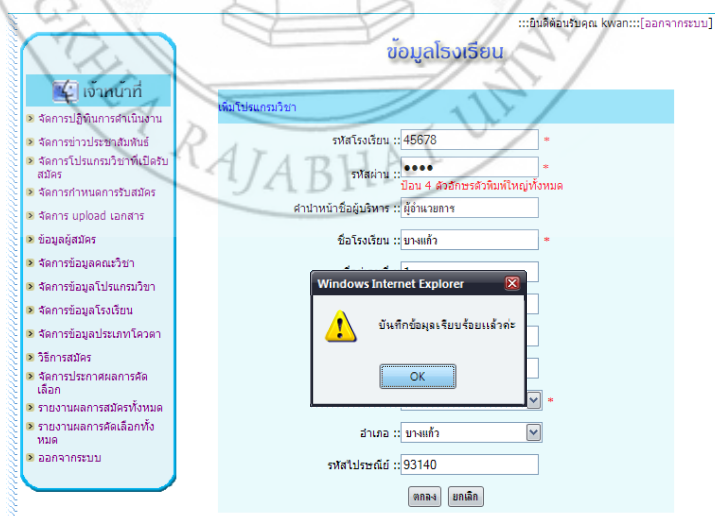 :::ยินดีต้อนรับคุณ kwan:::[ออกจากระบบ]
ข้อมูลโรงเรียน
เจ้าหน้าที่
จัดการปฏิทินการดำเนินงาน
จัดการข่าวประชาสัมพันธ์
จัดการโปรแกรมวิชาที่เปิดรับ
สมัคร
จัดการกำหนดการรับสมัคร
จัดการ upload เอกสาร
ข้อมูลผู้สมัคร
จัดการข้อมูลคณะวิชา
จัดการข้อมูลโปรแกรมวิชา
จัดการข้อมูลโรงเรียน
จัดการข้อมูลประเภทโควตา
วิธีการสมัคร
จัดการประกาศผลการคัด
เลือก
รายงานผลการสมัครทั้งหมด
รายงานผลการคัดเลือกทั้ง
หมด
ออกจากระบบ
เพิ่มโปรแกรมวิชา
รหัสโรงเรียน :: 45678 *
รหัสผ่าน :: •••• *
ป้อน 4 ตัวอักษรตัวพิมพ์ใหญ่ทั้งหมด
คำนำหน้าชื่อผู้บริหาร :: ผู้อำนวยการ
ชื่อโรงเรียน :: บางแก้ว *
Windows Internet Explorer
บันทึกข้อมูลเรียบร้อยแล้วค่ะ
OK
*
อำเภอ :: บางแก้ว
รหัสไปรษณีย์ :: 93140
ตกลง ยกเลิก
RAJABHAT